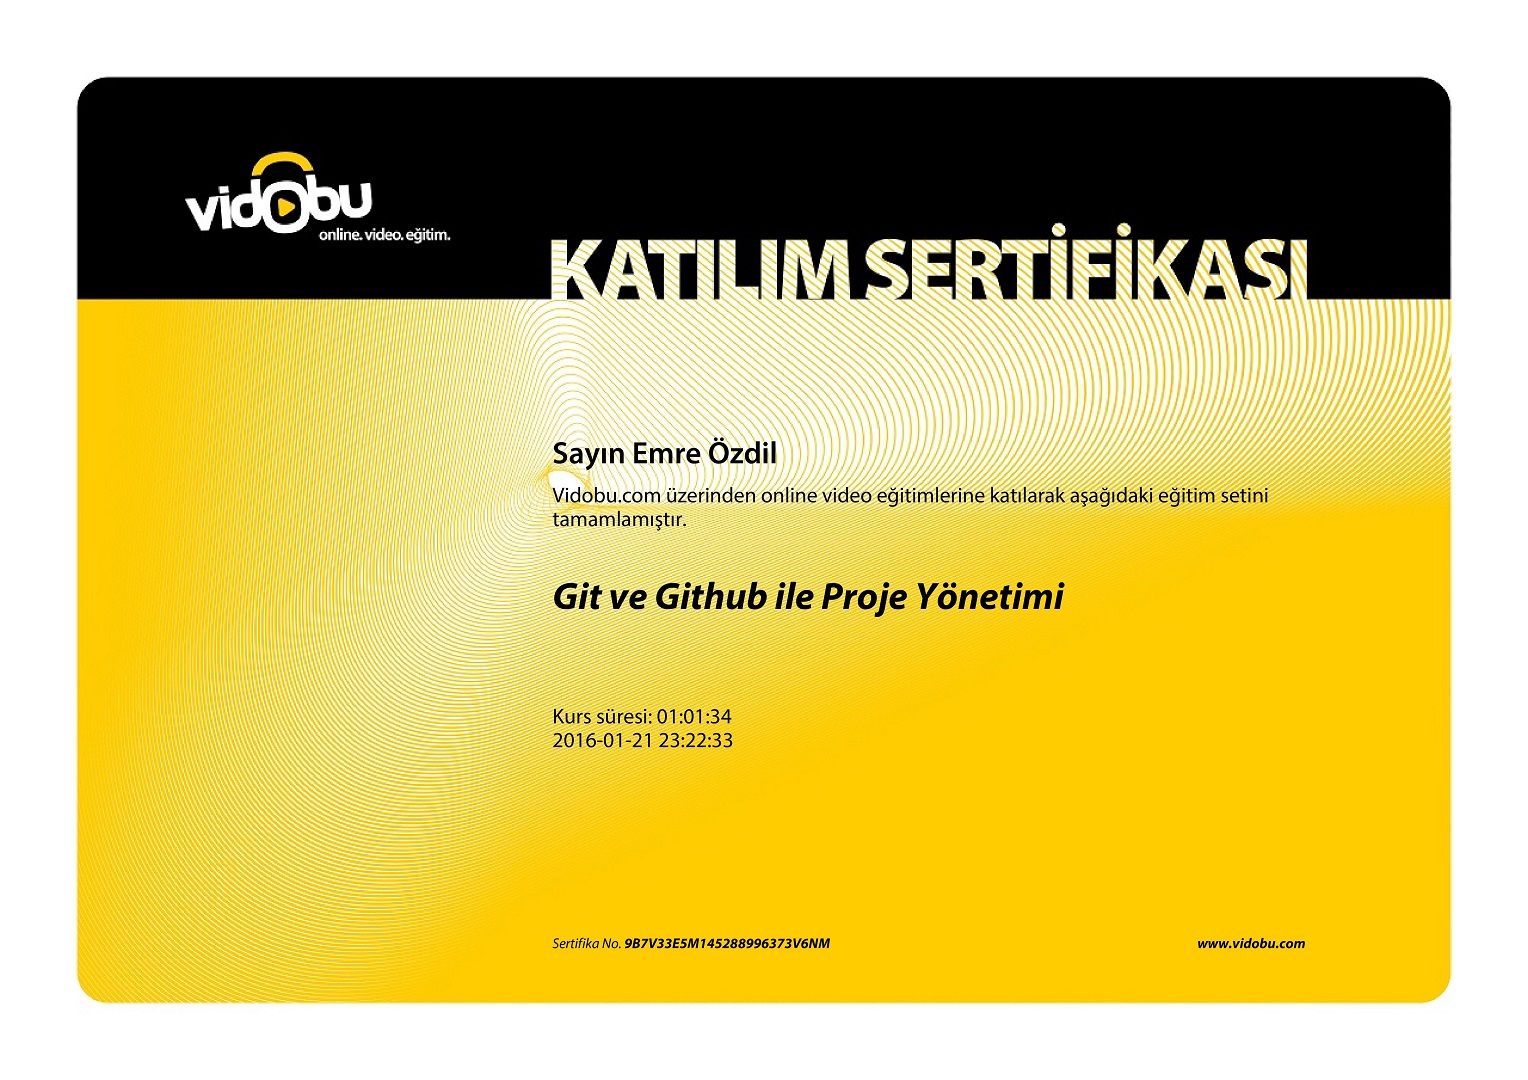 vidobu
online. video. eğitim.
KATILIM SERTİFİKASI
Sayın Emre Özdil
Vidobu.com üzerinden online video eğitimlerine katılarak aşağıdaki eğitim setini
tamamlamıştır.
Git ve Github ile Proje Yönetimi
Kurs süresi: 01:01:34
2016-01-21 23:22:33
Sertifika No. 9B7V33E5M145288996373V6NM
www.vidobu.com